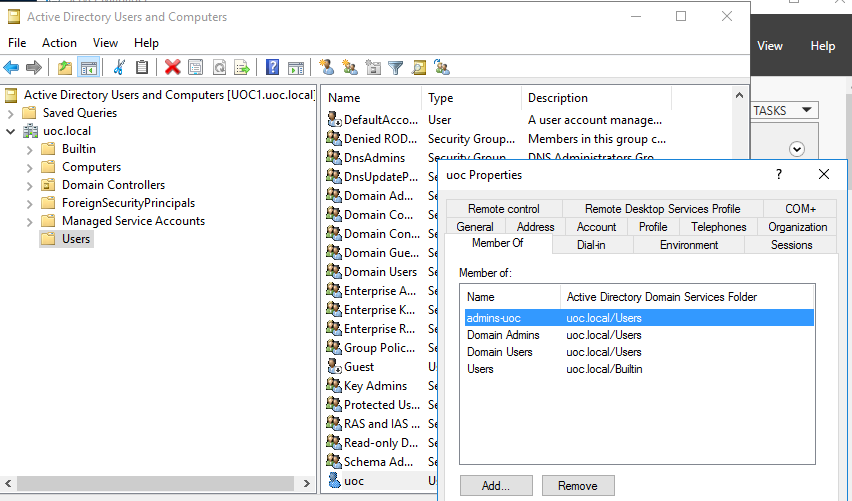 Active Directory Users and Computers
File Action View Help
View Help
Active Directory Users and Computers [UOC1.uoc.local]
Saved Queries
uoc.local
Builtin
Computers
Domain Controllers
ForeignSecurityPrincipals
Managed Service Accounts
Users
Name Type Description
DefaultAcco... User A user account manage...
Denied ROD... Security Group... Members in this group c...
DnsAdmins Security Group... DNS Administrators Gro
DnsUpdateP... Se
Domain Ad... Se
Domain Co... Se
Domain Con... Se
Domain Gue... Se
Domain Users Se
Enterprise A... Se
Enterprise K... Se
Enterprise R... Se
Group Polic... Se
Guest U
Key Admins Se
Protected Us... Se
RAS and IAS ... Se
Read-only D... Se
Schema Ad... Se
uoc U
TASKS
uoc Properties ?
Remote control Remote Desktop Services Profile COM+
General Address Account Profile Telephones Organization
Member Of Dial-in Environment Sessions
Member of:
Name Active Directory Domain Services Folder
admins-uoc uoc.local/Users
Domain Admins uoc.local/Users
Domain Users uoc.local/Users
Users uoc.local/Builtin
Add... Remove